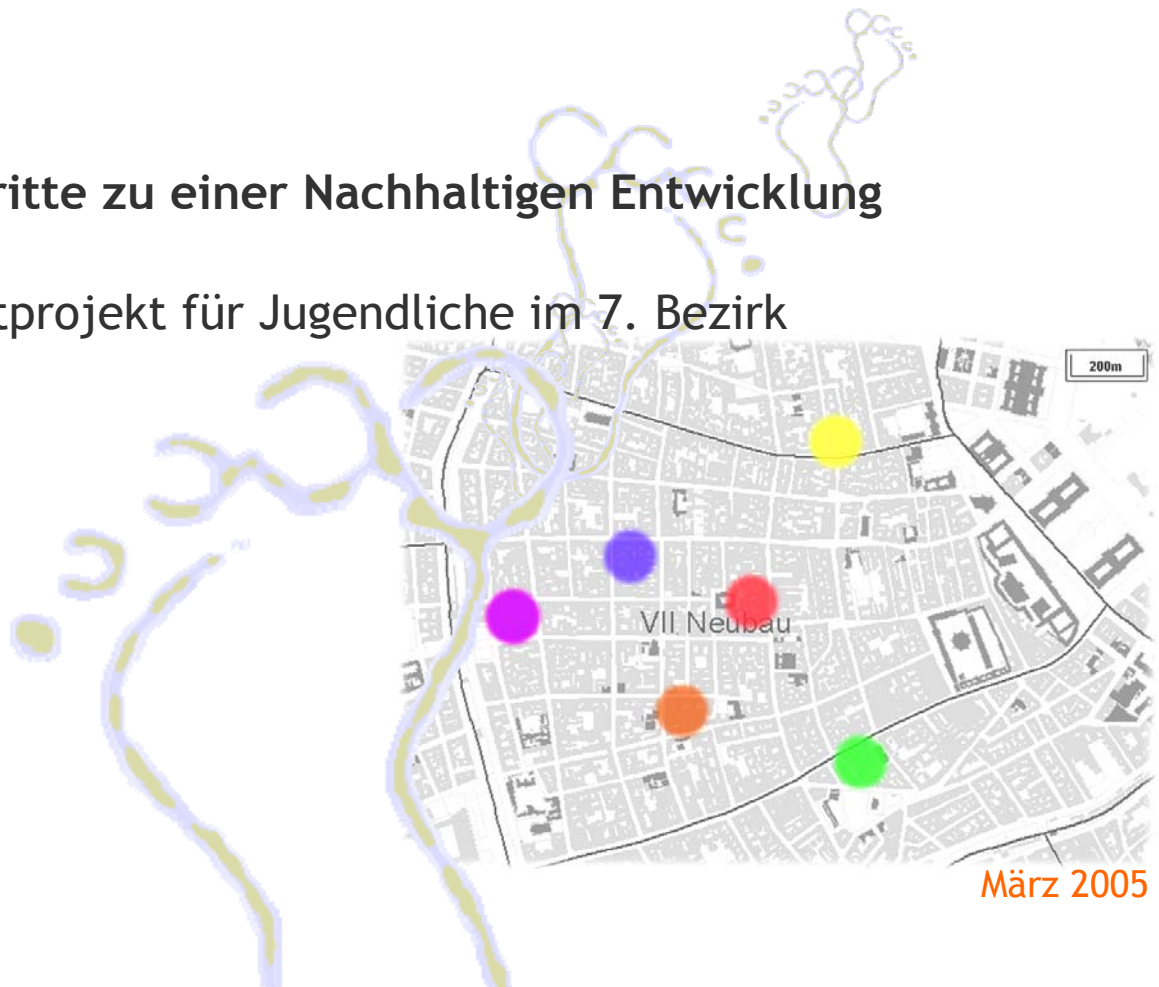 ritte zu einer Nachhaltigen Entwicklung
tprojekt für Jugendliche im 7. Bezirk
200m
VII Neubau
März 2005